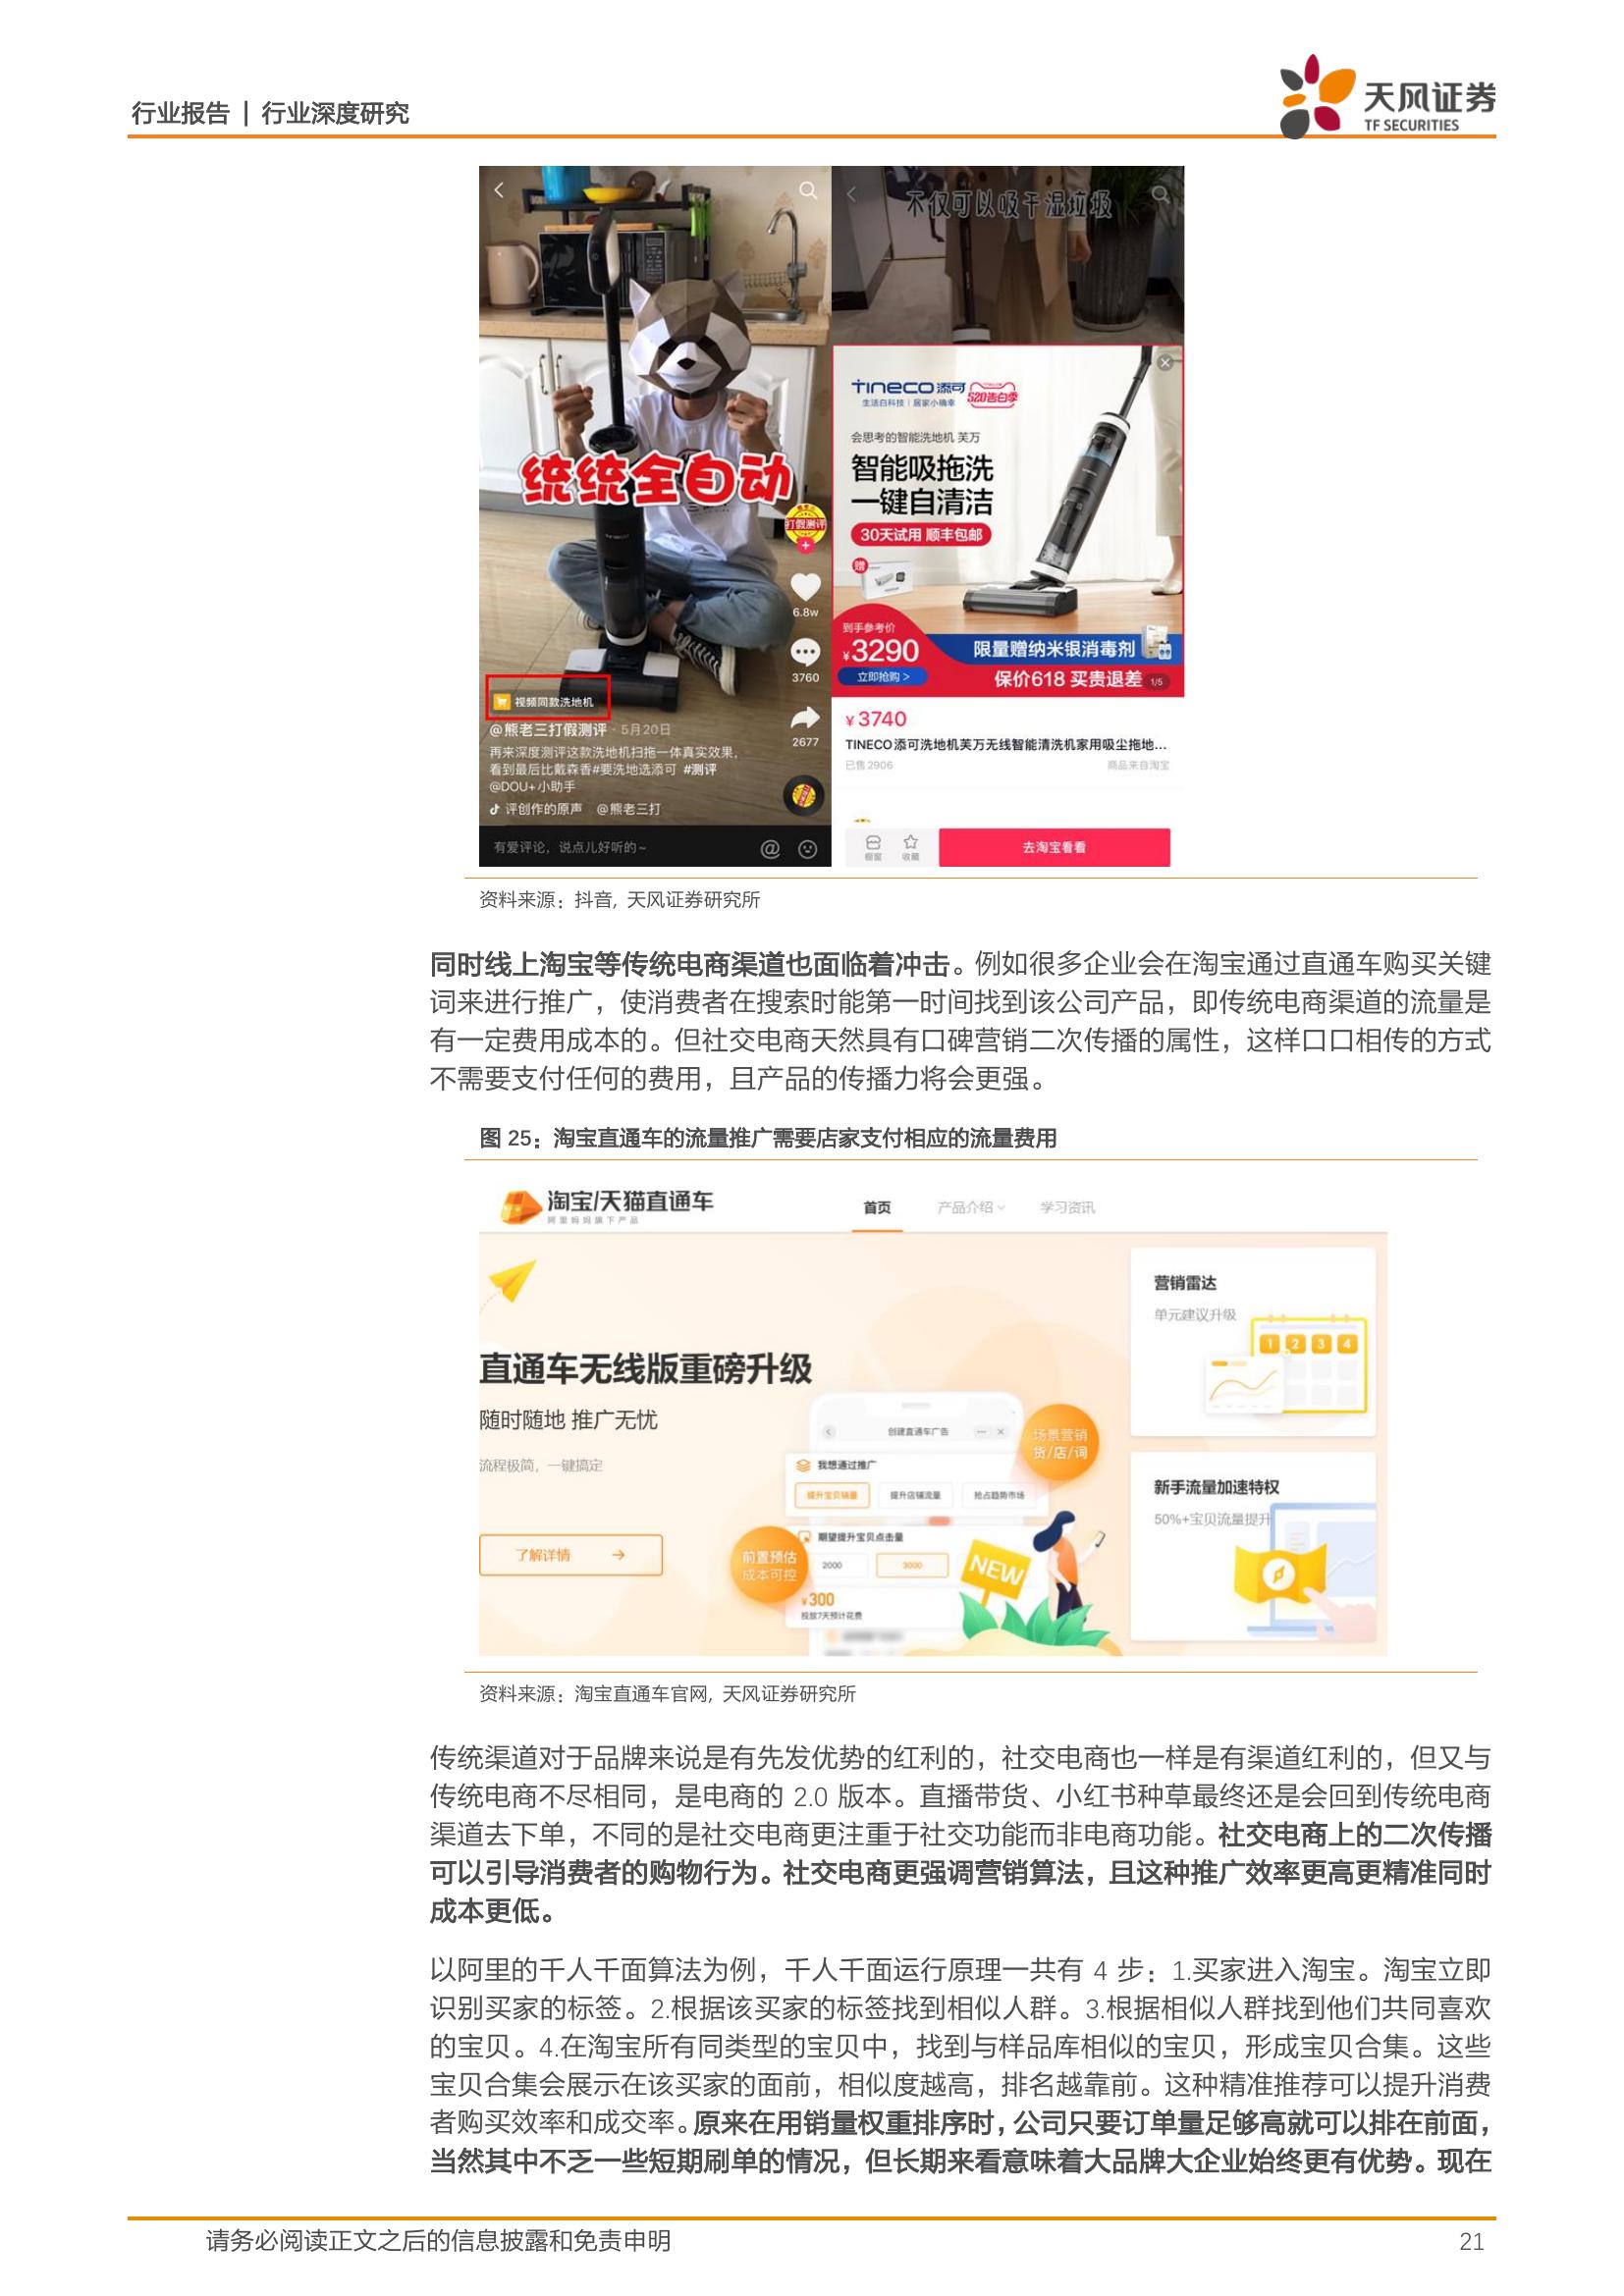 行业报告 | 行业深度研究
天风证券
TF SECURITIES
统统全自动
打假测评
6.8w
3760
2677
视频同款洗地机
@熊老三打假测评 · 5月20日
再来深度测评这款洗地机扫拖一体真实效果,
看到最后比戴森香#要洗地选添可 #测评
@DOU+小助手
评创作的原声 @熊老三打
有爱评论,说点儿好听的~
不仅可以吸干湿垃圾
TINECO添可
520告白季
生活白科技 | 居家小确幸
会思考的智能洗地机 芙万
智能吸拖洗
一键自清洁
30天试用 顺丰包邮
赠
到手参考价
¥3290
立即抢购 >
限量赠纳米银消毒剂
保价618 买贵退差
1/5
¥3740
TINECO添可洗地机芙万无线智能清洗机家用吸尘拖地...
已售 2906
商品来自淘宝
橱窗
收藏
去淘宝看看
资料来源:抖音, 天风证券研究所
同时线上淘宝等传统电商渠道也面临着冲击。例如很多企业会在淘宝通过直通车购买关键
词来进行推广,使消费者在搜索时能第一时间找到该公司产品,即传统电商渠道的流量是
有一定费用成本的。但社交电商天然具有口碑营销二次传播的属性,这样口口相传的方式
不需要支付任何的费用,且产品的传播力将会更强。
图 25:淘宝直通车的流量推广需要店家支付相应的流量费用
淘宝/天猫直通车
阿里妈妈旗下产品
首页
产品介绍
学习资讯
直通车无线版重磅升级
随时随地 推广无忧
流程极简,一键搞定
了解详情 →
创建直通车广告
我想通过推广
提升宝贝销量
提升店铺流量
抢占趋势市场
期望提升宝贝点击量
2000
3000
¥300
投放7天预计花费
场景营销
货/店/词
前置预估
成本可控
NEW
营销雷达
单元建议升级
1 2 3 4
新手流量加速特权
50%+宝贝流量提升
资料来源:淘宝直通车官网, 天风证券研究所
传统渠道对于品牌来说是有先发优势的红利的,社交电商也一样是有渠道红利的,但又与
传统电商不尽相同,是电商的 2.0 版本。直播带货、小红书种草最终还是会回到传统电商
渠道去下单,不同的是社交电商更注重于社交功能而非电商功能。社交电商上的二次传播
可以引导消费者的购物行为。社交电商更强调营销算法,且这种推广效率更高更精准同时
成本更低。
以阿里的千人千面算法为例,千人千面运行原理一共有 4 步:1.买家进入淘宝。淘宝立即
识别买家的标签。2.根据该买家的标签找到相似人群。3.根据相似人群找到他们共同喜欢
的宝贝。4.在淘宝所有同类型的宝贝中,找到与样品库相似的宝贝,形成宝贝合集。这些
宝贝合集会展示在该买家的面前,相似度越高,排名越靠前。这种精准推荐可以提升消费
者购买效率和成交率。原来在用销量权重排序时,公司只要订单量足够高就可以排在前面,
当然其中不乏一些短期刷单的情况,但长期来看意味着大品牌大企业始终更有优势。现在
请务必阅读正文之后的信息披露和免责申明
21